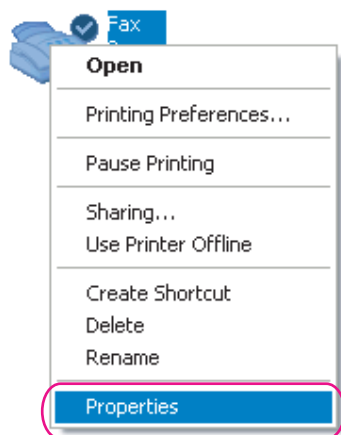 Fax
Open
Printing Preferences...
Pause Printing
Sharing...
Use Printer Offline
Create Shortcut
Delete
Rename
Properties